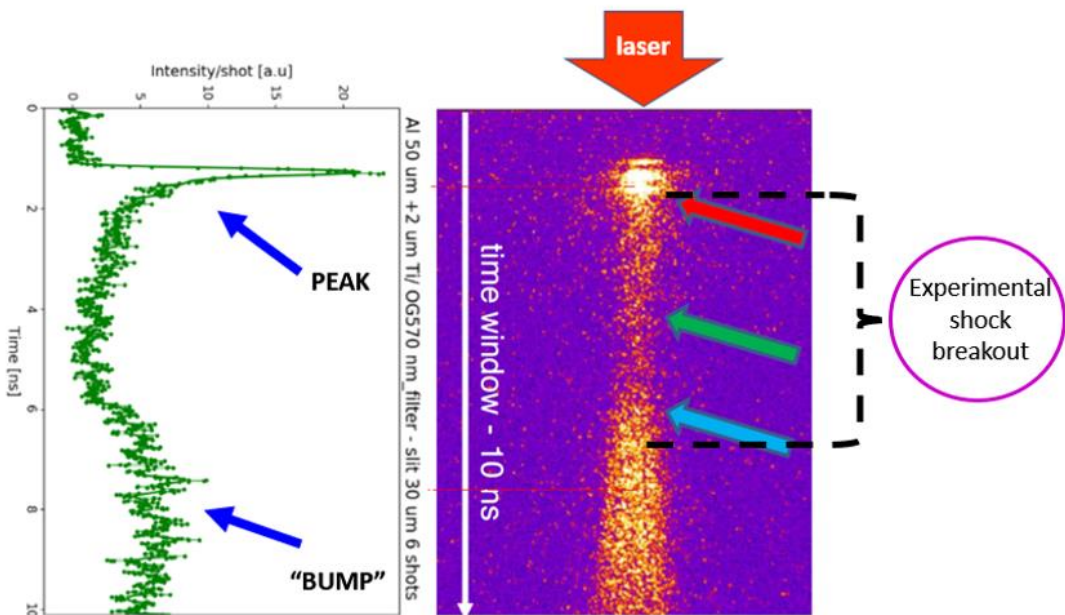 laser
Intensity/shot [a.u]
0
5
10
15
20
0
2
4
6
8
10
Time [ns]
PEAK
"BUMP"
Al 50 um +2 um Ti/ OG570 nm_filter - slit 30 um 6 shots
time window - 10 ns
Experimental
shock
breakout